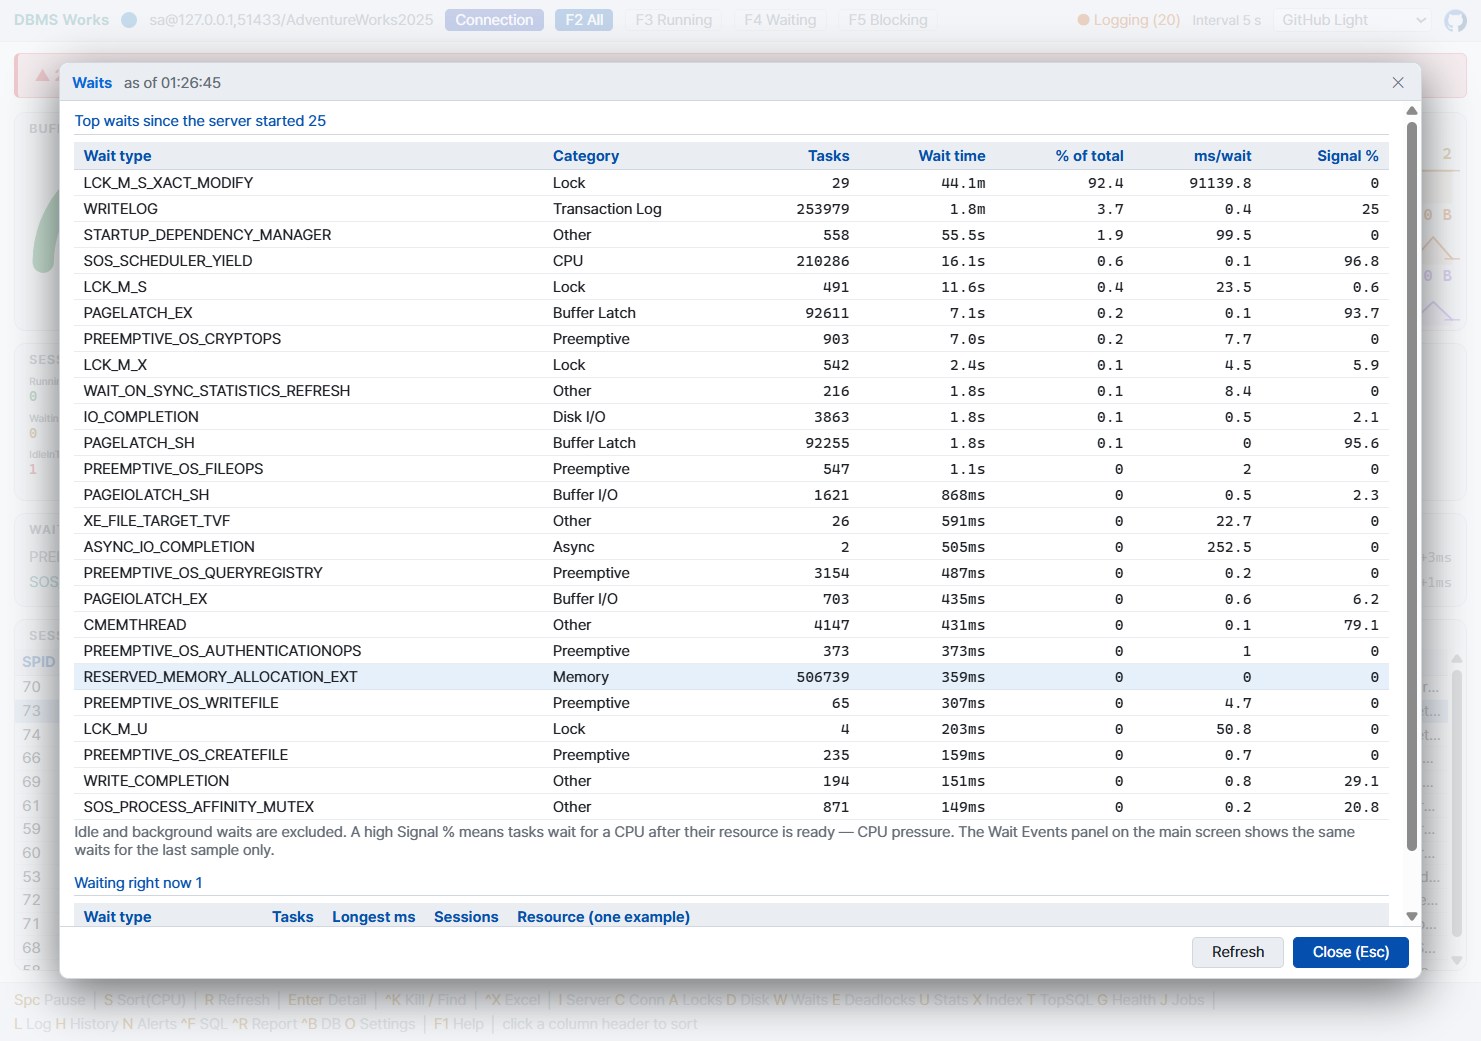 DBMS Works sa@127.0.0.1,51433/AdventureWorks2025 Connection F2 All F3 Running F4 Waiting F5 Blocking Logging (20) Interval 5 s GitHub Light
Waits as of 01:26:45
Top waits since the server started 25
Wait type Category Tasks Wait time % of total ms/wait Signal %
LCK_M_S_XACT_MODIFY Lock 29 44.1m 92.4 91139.8 0
WRITELOG Transaction Log 253979 1.8m 3.7 0.4 25
STARTUP_DEPENDENCY_MANAGER Other 558 55.5s 1.9 99.5 0
SOS_SCHEDULER_YIELD CPU 210286 16.1s 0.6 0.1 96.8
LCK_M_S Lock 491 11.6s 0.4 23.5 0.6
PAGELATCH_EX Buffer Latch 92611 7.1s 0.2 0.1 93.7
PREEMPTIVE_OS_CRYPTOPS Preemptive 903 7.0s 0.2 7.7 0
LCK_M_X Lock 542 2.4s 0.1 4.5 5.9
WAIT_ON_SYNC_STATISTICS_REFRESH Other 216 1.8s 0.1 8.4 0
IO_COMPLETION Disk I/O 3863 1.8s 0.1 0.5 2.1
PAGELATCH_SH Buffer Latch 92255 1.8s 0.1 0 95.6
PREEMPTIVE_OS_FILEOPS Preemptive 547 1.1s 0 2 0
PAGEIOLATCH_SH Buffer I/O 1621 868ms 0 0.5 2.3
XE_FILE_TARGET_TVF Other 26 591ms 0 22.7 0
ASYNC_IO_COMPLETION Async 2 505ms 0 252.5 0
PREEMPTIVE_OS_QUERYREGISTRY Preemptive 3154 487ms 0 0.2 0
PAGEIOLATCH_EX Buffer I/O 703 435ms 0 0.6 6.2
CMEMTHREAD Other 4147 431ms 0 0.1 79.1
PREEMPTIVE_OS_AUTHENTICATIONOPS Preemptive 373 373ms 0 1 0
RESERVED_MEMORY_ALLOCATION_EXT Memory 506739 359ms 0 0 0
PREEMPTIVE_OS_WRITEFILE Preemptive 65 307ms 0 4.7 0
LCK_M_U Lock 4 203ms 0 50.8 0
PREEMPTIVE_OS_CREATEFILE Preemptive 235 159ms 0 0.7 0
WRITE_COMPLETION Other 194 151ms 0 0.8 29.1
SOS_PROCESS_AFFINITY_MUTEX Other 871 149ms 0 0.2 20.8
Idle and background waits are excluded. A high Signal % means tasks wait for a CPU after their resource is ready — CPU pressure. The Wait Events panel on the main screen shows the same
waits for the last sample only.
Waiting right now 1
Wait type Tasks Longest ms Sessions Resource (one example)
Refresh Close (Esc)
SPID
70
73
74
66
69
61
59
60
53
72
71
68
Spc Pause | S Sort(CPU) | R Refresh | Enter Detail | ^K Kill / Find | ^X Excel | I Server C Conn A Locks D Disk W Waits E Deadlocks U Stats X Index T TopSQL G Health J Jobs |
L Log H History N Alerts ^F SQL ^R Report ^B DB O Settings | F1 Help | click a column header to sort